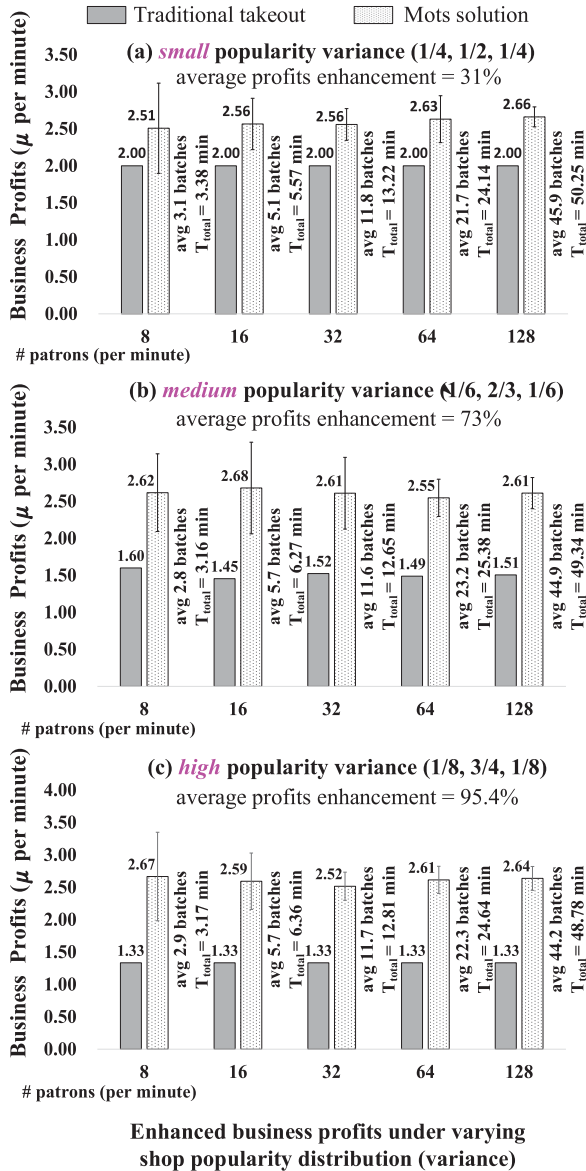 Traditional takeout Mots solution
(a) small popularity variance (1/4, 1/2, 1/4)
average profits enhancement = 31%
Business Profits (μ per minute)
3.50
3.00
2.50
2.00
1.50
1.00
0.50
0.00
2.00 2.51 avg 3.1 batches
T_total = 3.38 min
2.00 2.56 avg 5.1 batches
T_total = 5.57 min
2.00 2.56 avg 11.8 batches
T_total = 13.22 min
2.00 2.63 avg 21.7 batches
T_total = 24.14 min
2.00 2.66 avg 45.9 batches
T_total = 50.25 min
8 16 32 64 128
# patrons (per minute)
(b) medium popularity variance (1/6, 2/3, 1/6)
average profits enhancement = 73%
Business Profits (μ per minute)
3.50
3.00
2.50
2.00
1.50
1.00
0.50
0.00
1.60 2.62 avg 2.8 batches
T_total = 3.16 min
1.45 2.68 avg 5.7 batches
T_total = 6.27 min
1.52 2.61 avg 11.6 batches
T_total = 12.65 min
1.49 2.55 avg 23.2 batches
T_total = 25.38 min
1.51 2.61 avg 44.9 batches
T_total = 49.34 min
8 16 32 64 128
# patrons (per minute)
(c) high popularity variance (1/8, 3/4, 1/8)
average profits enhancement = 95.4%
Business Profits (μ per minute)
4.00
3.50
3.00
2.50
2.00
1.50
1.00
0.50
0.00
1.33 2.67 avg 2.9 batches
T_total = 3.17 min
1.33 2.59 avg 5.7 batches
T_total = 6.36 min
1.33 2.52 avg 11.7 batches
T_total = 12.81 min
1.33 2.61 avg 22.3 batches
T_total = 24.64 min
1.33 2.64 avg 44.2 batches
T_total = 48.78 min
8 16 32 64 128
# patrons (per minute)
Enhanced business profits under varying
shop popularity distribution (variance)